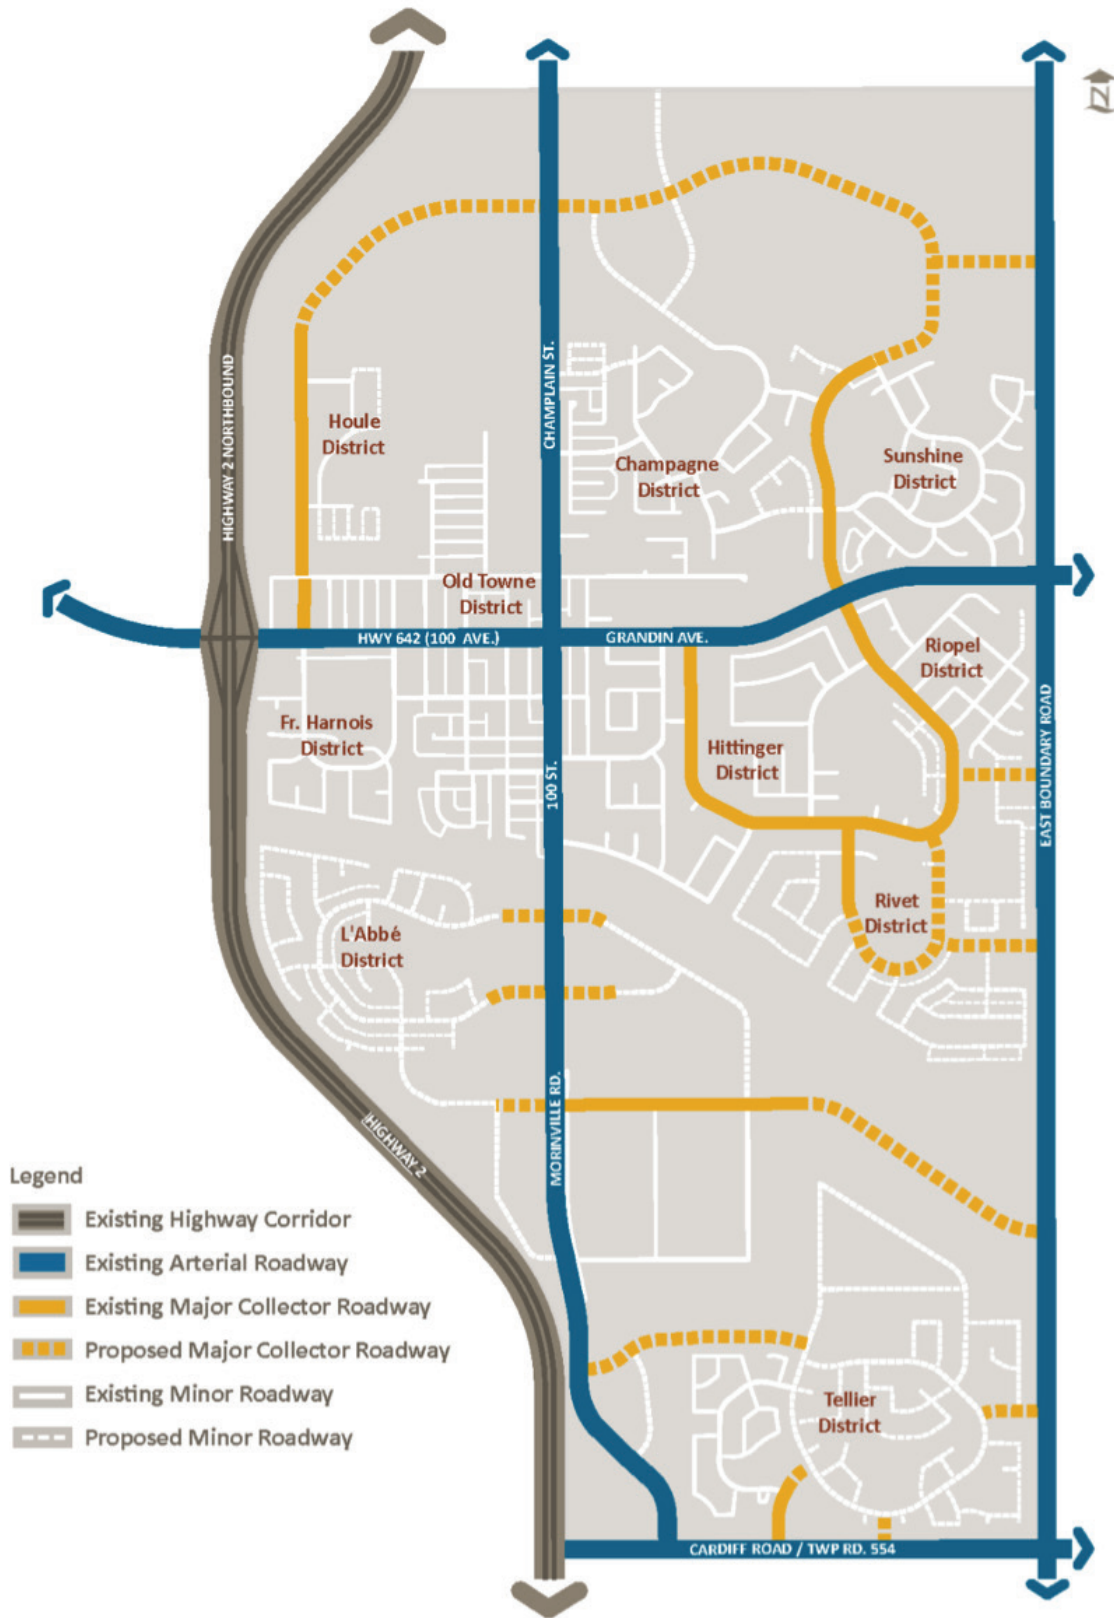 N
HIGHWAY 2 NORTHBOUND
CHAMPLAIN ST.
Houle
District
Champagne
District
Sunshine
District
Old Towne
District
HWY 642 (100 AVE.)
GRANDIN AVE.
Riopel
District
Fr. Harnois
District
Hittinger
District
100 ST.
EAST BOUNDARY ROAD
Rivet
District
L'Abbé
District
MORINVILLE RD.
HIGHWAY 2
Legend
Existing Highway Corridor
Existing Arterial Roadway
Existing Major Collector Roadway
Proposed Major Collector Roadway
Existing Minor Roadway
Proposed Minor Roadway
Tellier
District
CARDIFF ROAD / TWP RD. 554